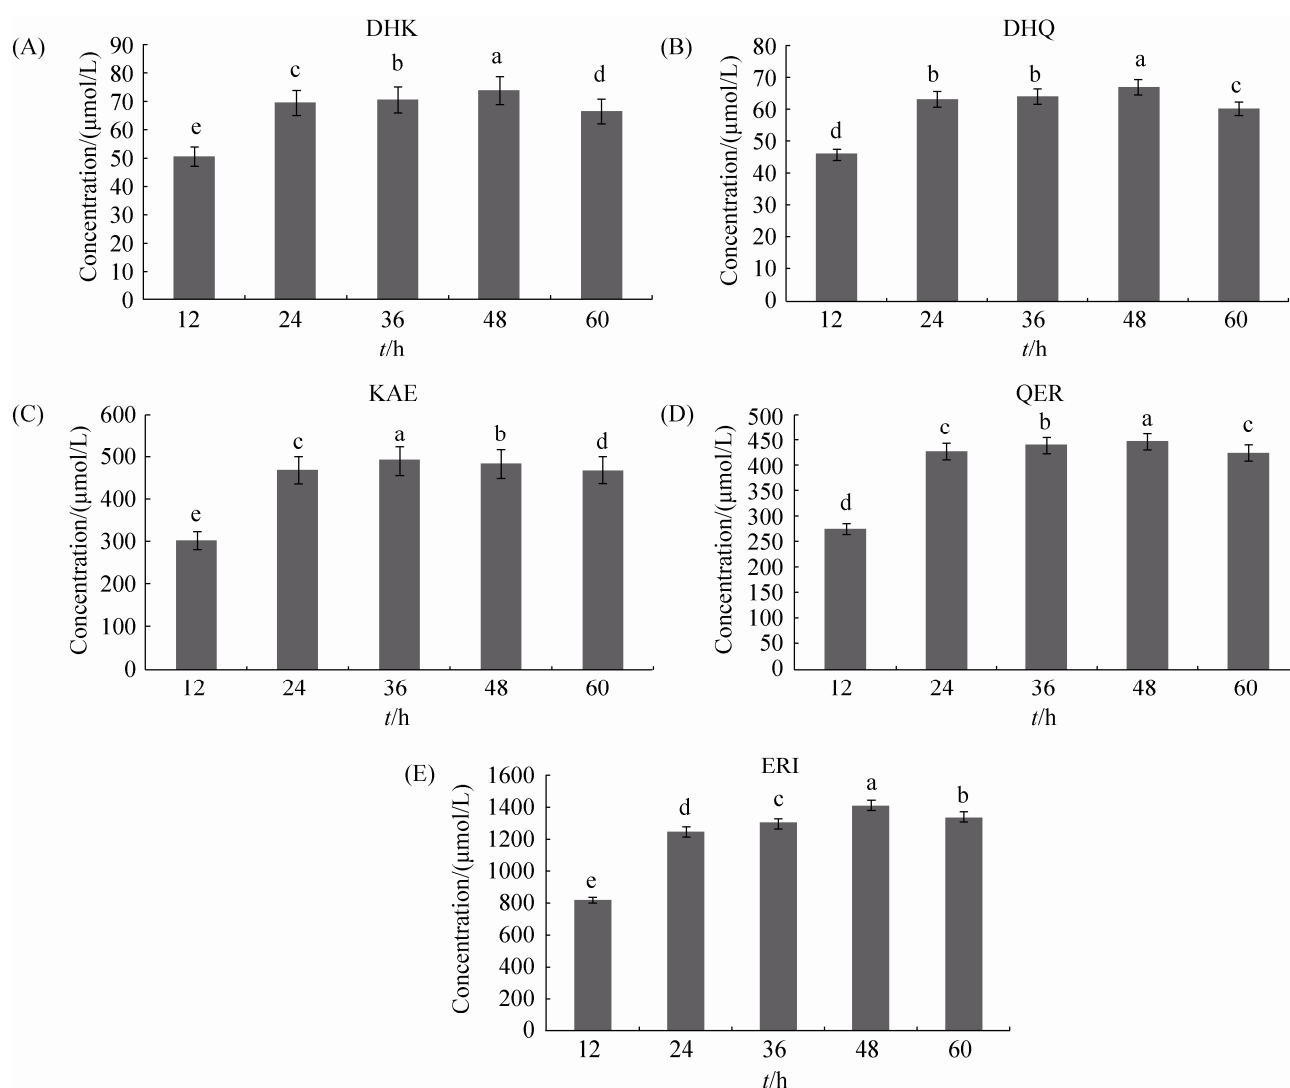 (A)
DHK
Concentration/(μmol/L)
90
80
70
60
50
40
30
20
10
0
e
c
b
a
d
12 24 36 48 60
t/h
(B)
DHQ
Concentration/(μmol/L)
80
70
60
50
40
30
20
10
0
d
b
b
a
c
12 24 36 48 60
t/h
(C)
KAE
Concentration/(μmol/L)
600
500
400
300
200
100
0
e
c
a
b
d
12 24 36 48 60
t/h
(D)
QER
Concentration/(μmol/L)
500
450
400
350
300
250
200
150
100
50
0
d
c
b
a
c
12 24 36 48 60
t/h
(E)
ERI
Concentration/(μmol/L)
1600
1400
1200
1000
800
600
400
200
0
e
d
c
a
b
12 24 36 48 60
t/h